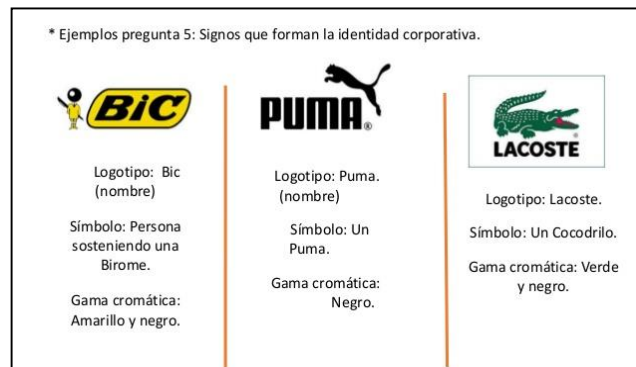 * Ejemplos pregunta 5: Signos que forman la identidad corporativa.
BiC
Logotipo: Bic
(nombre)
Símbolo: Persona
sosteniendo una
Birome.
Gama cromática:
Amarillo y negro.
PUMA®
Logotipo: Puma.
(nombre)
Símbolo: Un
Puma.
Gama cromática:
Negro.
LACOSTE
Logotipo: Lacoste.
Símbolo: Un Cocodrilo.
Gama cromática: Verde
y negro.